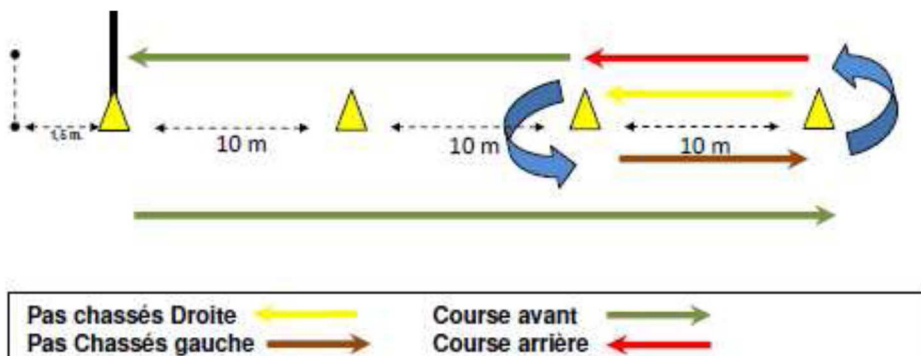 1,5 m.
10 m
10 m
10 m
Pas chassés Droite
Course avant
Pas Chassés gauche
Course arrière